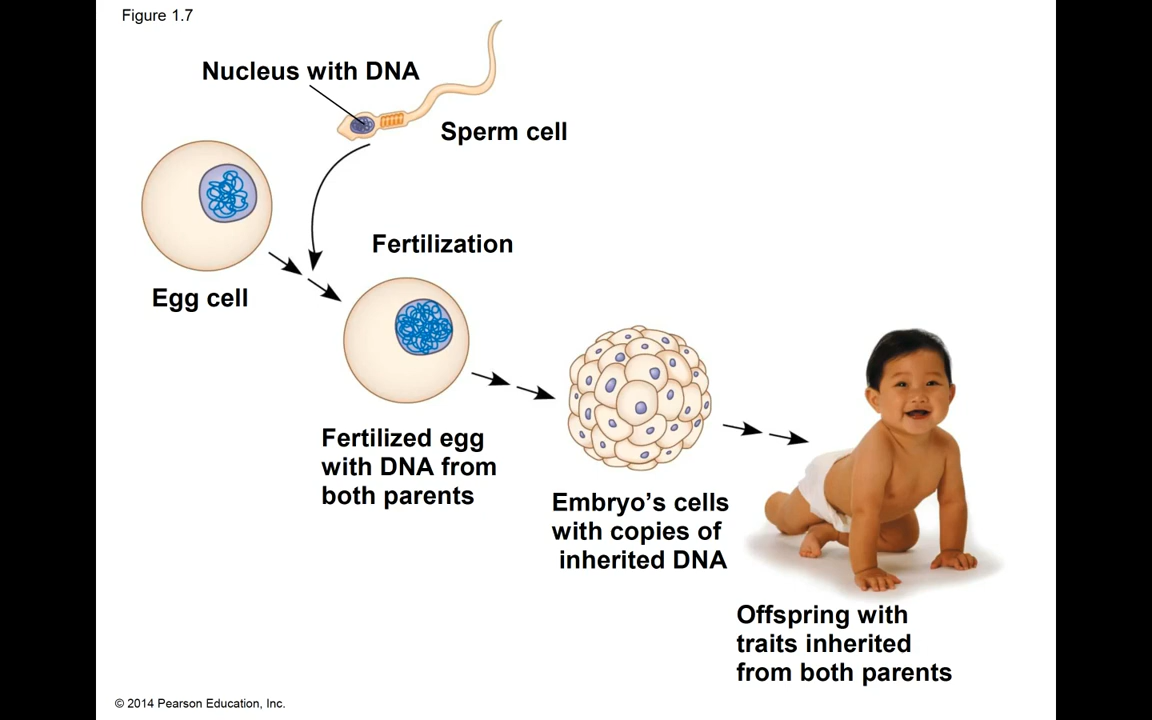 Figure 1.7
Nucleus with DNA
Sperm cell
Egg cell
Fertilization
Fertilized egg
with DNA from
both parents
Embryo’s cells
with copies of
inherited DNA
Offspring with
traits inherited
from both parents
© 2014 Pearson Education, Inc.